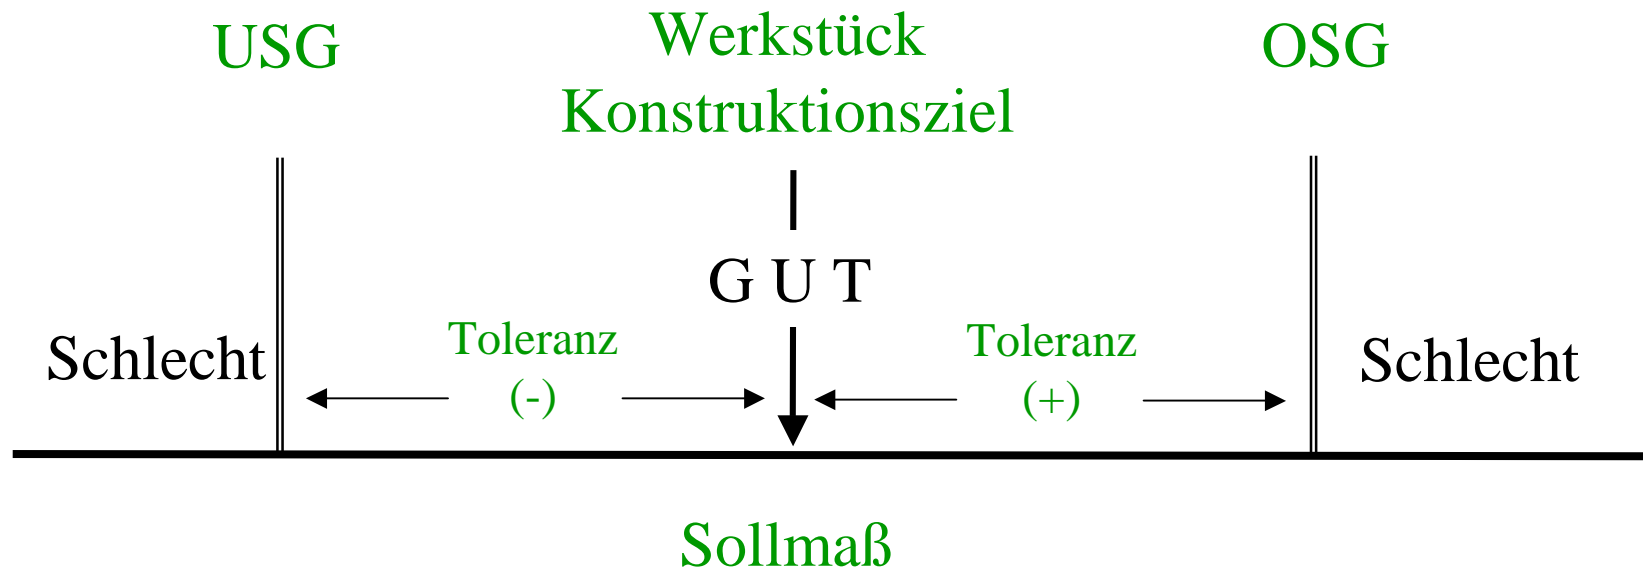 USG
Werkstück
Konstruktionsziel
OSG
G U T
Schlecht
Toleranz
(-)
Toleranz
(+)
Schlecht
Sollmaß